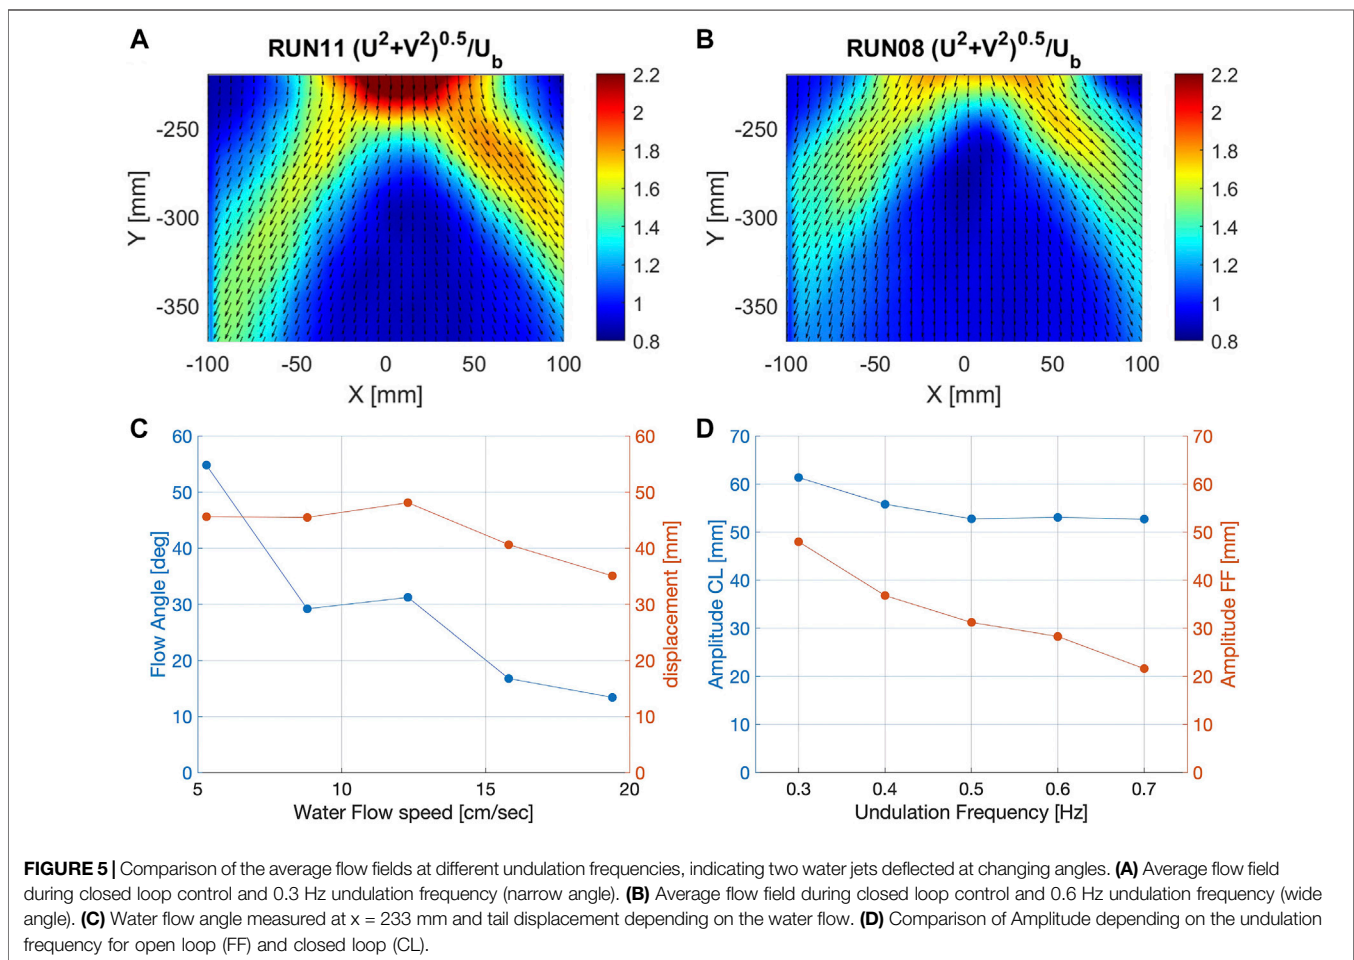 A
RUN11 (U²+V²)⁰·⁵/U_b
2.2
2
1.8
1.6
1.4
1.2
1
0.8
-250
-300
-350
Y [mm]
-100 -50 0 50 100
X [mm]
B
RUN08 (U²+V²)⁰·⁵/U_b
2.2
2
1.8
1.6
1.4
1.2
1
0.8
-250
-300
-350
Y [mm]
-100 -50 0 50 100
X [mm]
C
60
50
40
30
20
10
0
Flow Angle [deg]
60
50
40
30
20
10
0
displacement [mm]
5 10 15 20
Water Flow speed [cm/sec]
D
70
60
50
40
30
20
10
0
Amplitude CL [mm]
70
60
50
40
30
20
10
0
Amplitude FF [mm]
0.3 0.4 0.5 0.6 0.7
Undulation Frequency [Hz]
FIGURE 5 | Comparison of the average flow fields at different undulation frequencies, indicating two water jets deflected at changing angles. (A) Average flow field
during closed loop control and 0.3 Hz undulation frequency (narrow angle). (B) Average flow field during closed loop control and 0.6 Hz undulation frequency (wide
angle). (C) Water flow angle measured at x = 233 mm and tail displacement depending on the water flow. (D) Comparison of Amplitude depending on the undulation
frequency for open loop (FF) and closed loop (CL).